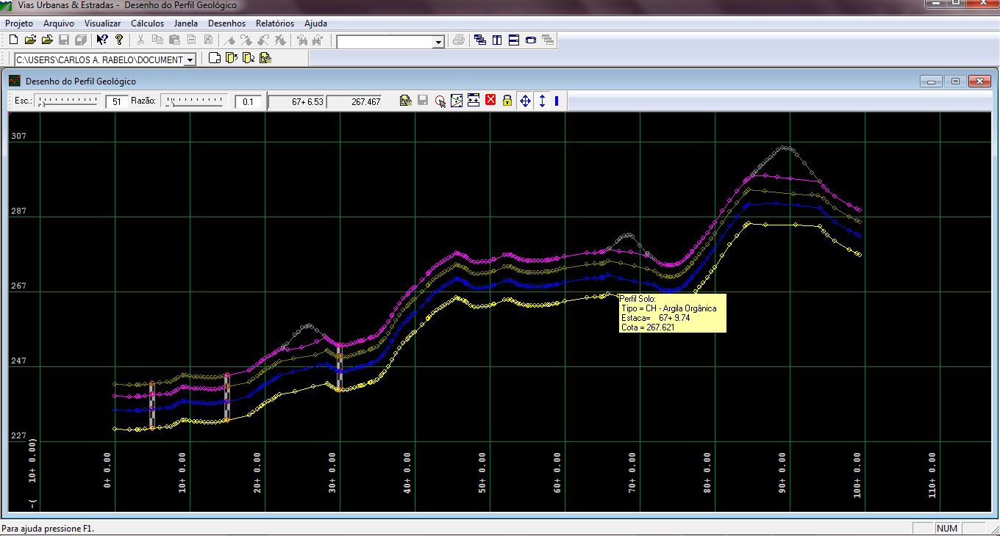 Vias Urbanas & Estradas - Desenho do Perfil Geológico
Projeto Arquivo Visualizar Cálculos Janela Desenhos Relatórios Ajuda
C:\USERS\CARLOS A. RABELO\DOCUMENT
Desenho do Perfil Geológico
Esc.: 51 Razão: 0.1 67+ 6.53 267.467
307
287
267
247
227
Perfil Solo:
Tipo = CH - Argila Orgânica
Estaca= 67+ 9.74
Cota = 267.621
-( 10+ 0.00)
0+ 0.00
10+ 0.00
20+ 0.00
30+ 0.00
40+ 0.00
50+ 0.00
60+ 0.00
70+ 0.00
80+ 0.00
90+ 0.00
100+ 0.00
110+ 0.00
Para ajuda pressione F1.
NUM